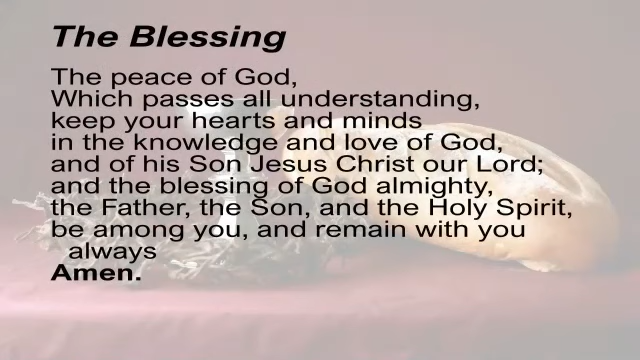 The Blessing
The peace of God,
Which passes all understanding,
keep your hearts and minds
in the knowledge and love of God,
and of his Son Jesus Christ our Lord;
and the blessing of God almighty,
the Father, the Son, and the Holy Spirit,
be among you, and remain with you
always
Amen.